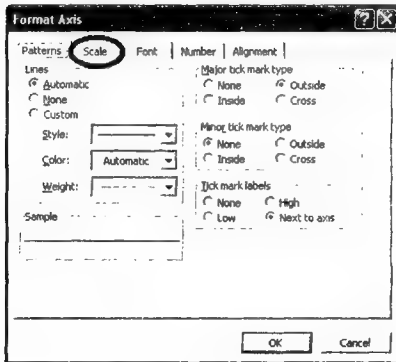 Format Axis
Patterns Scale Font Number Alignment
Lines
Automatic
None
Custom
Style:
Color: Automatic
Weight:
Sample
Major tick mark type
None Outside
Inside Cross
Minor tick mark type
None Outside
Inside Cross
Tick mark labels
None High
Low Next to axis
OK Cancel